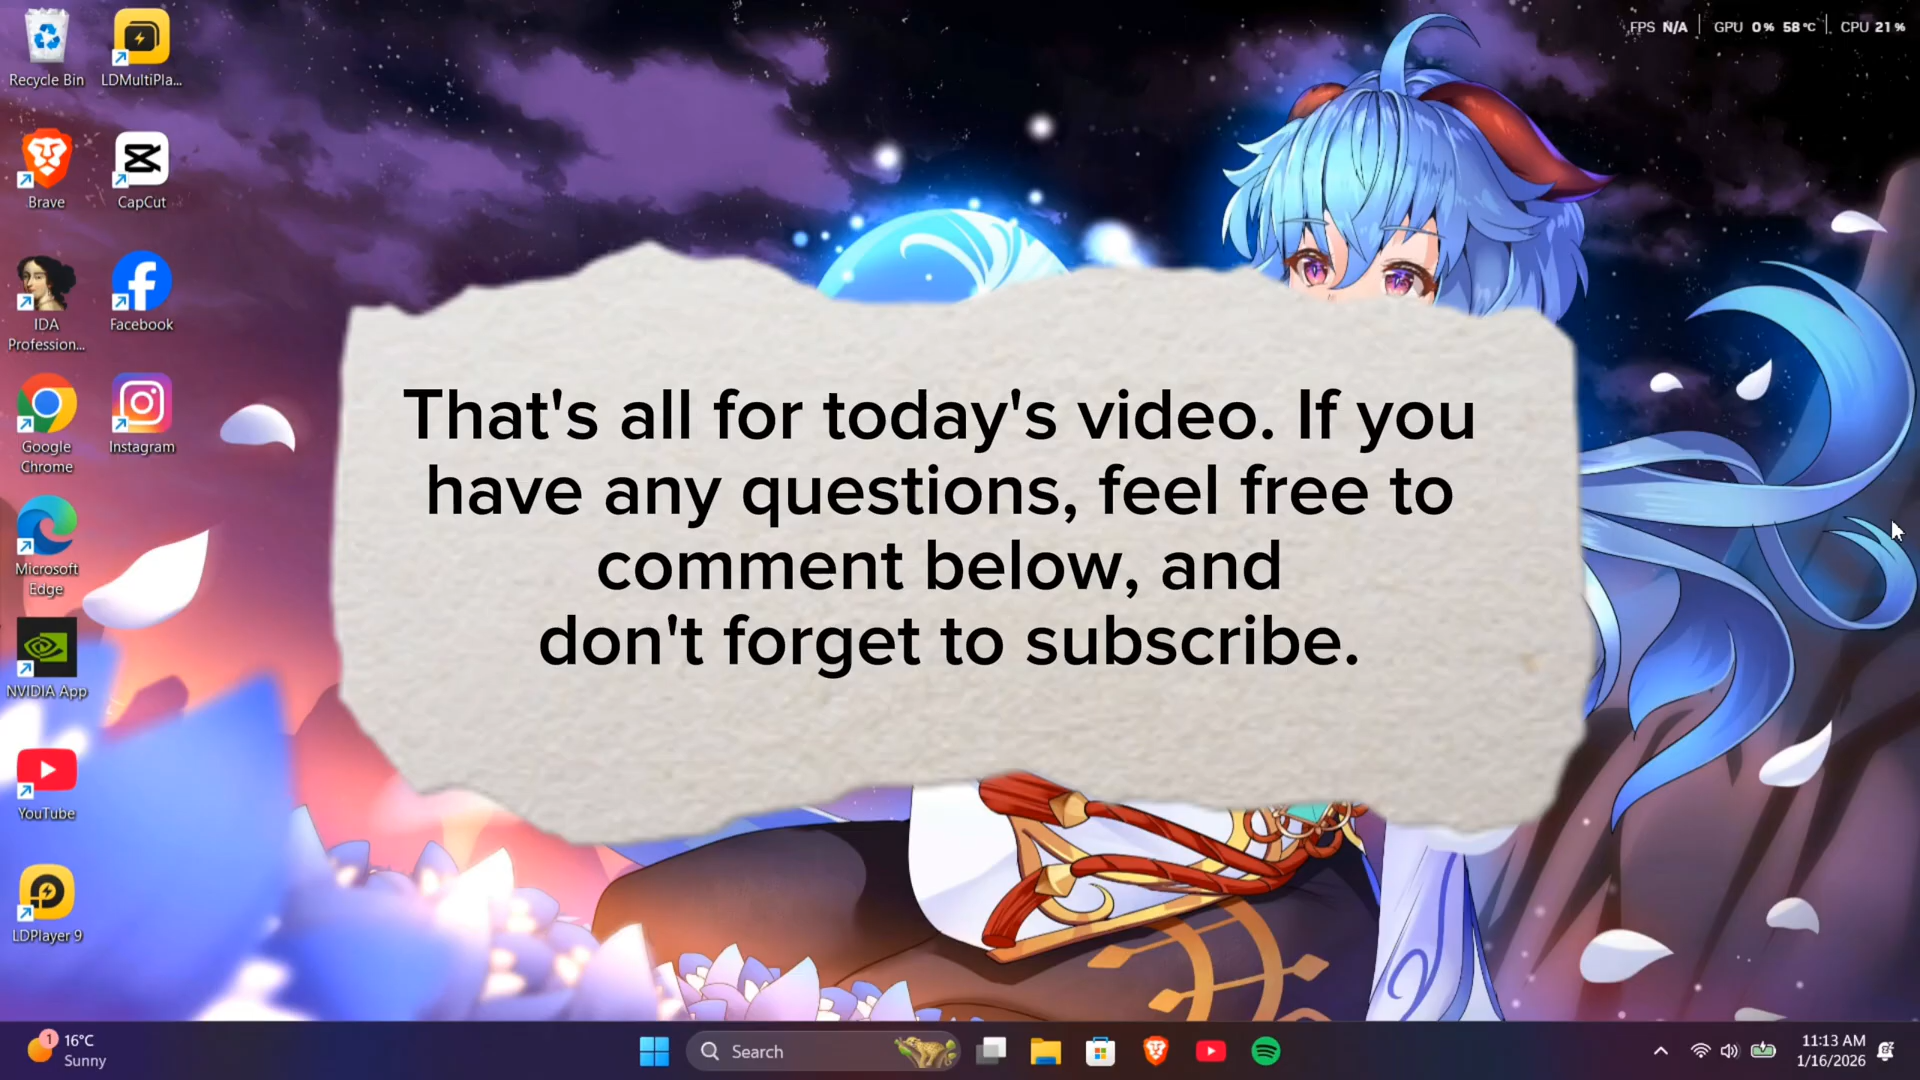 FPS N/A | GPU 0% 58°C | CPU 21%
Recycle Bin
LDMultiPla...
Brave
CapCut
IDA
Profession...
Facebook
Google
Chrome
Instagram
Microsoft
Edge
NVIDIA App
YouTube
LDPlayer 9
That's all for today's video. If you
have any questions, feel free to
comment below, and
don't forget to subscribe.
1
16°C
Sunny
Search
11:13 AM
1/16/2026